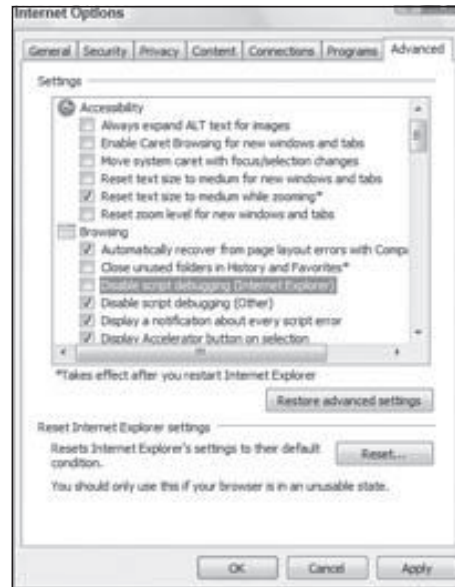 Internet Options
General Security Privacy Content Connections Programs Advanced
Settings
Accessibility
Always expand ALT text for images
Enable Caret Browsing for new windows and tabs
Move system caret with focus/selection changes
Reset text size to medium for new windows and tabs
Reset text size to medium while zooming*
Reset zoom level for new windows and tabs
Browsing
Automatically recover from page layout errors with Compa
Close unused folders in History and Favorites*
Disable script debugging (Internet Explorer)
Disable script debugging (Other)
Display a notification about every script error
Display Accelerator button on selection
*Takes effect after you restart Internet Explorer
Restore advanced settings
Reset Internet Explorer settings
Resets Internet Explorer's settings to their default
condition.
Reset...
You should only use this if your browser is in an unusable state.
OK Cancel Apply